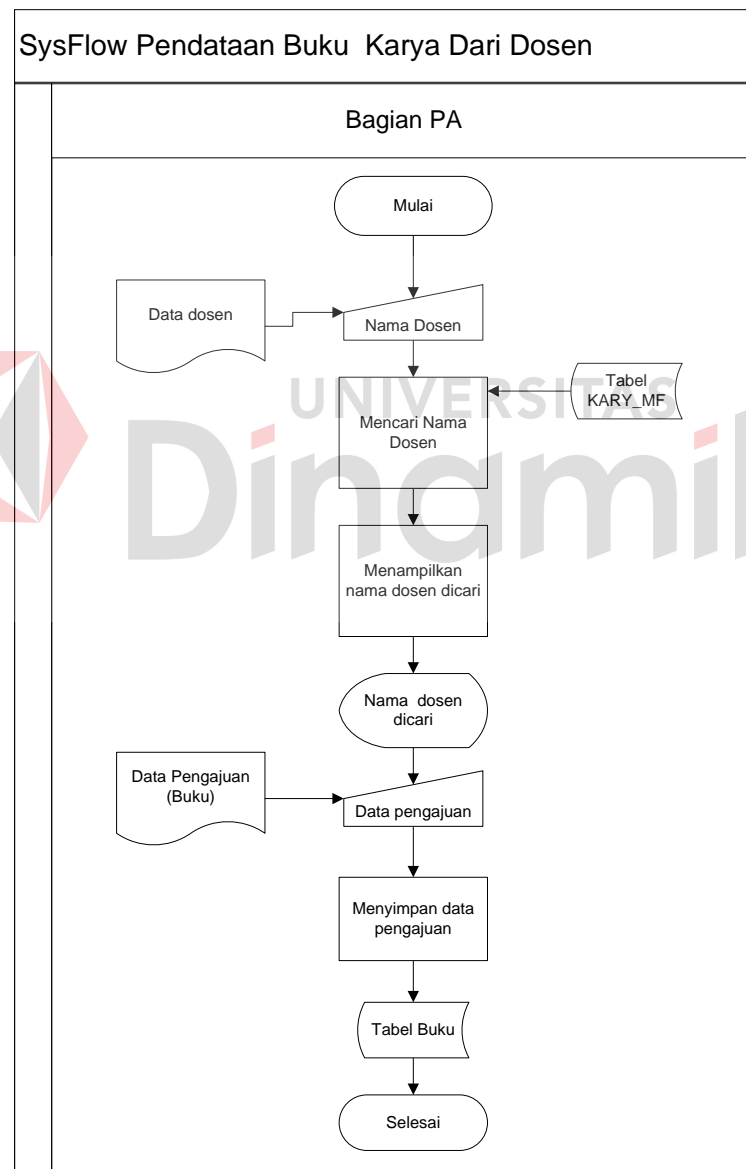 SysFlow Pendataan Buku Karya Dari Dosen
Bagian PA
Mulai
Data dosen
Nama Dosen
Tabel
KARY_MF
UNIVERSITAS
Mencari Nama
Dosen
Dinamik
Menampilkan
nama dosen dicari
Nama dosen
dicari
Data Pengajuan
(Buku)
Data pengajuan
Menyimpan data
pengajuan
Tabel Buku
Selesai